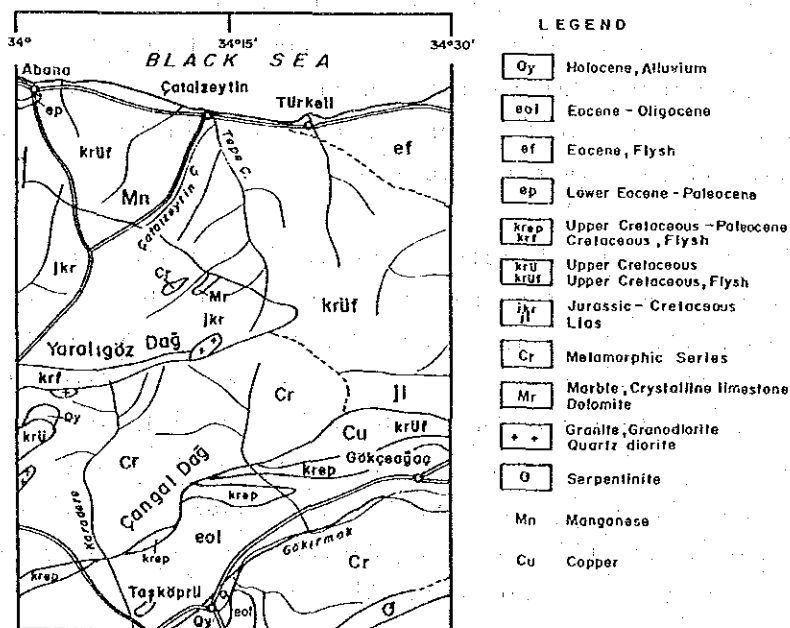 34° 34°15' 34°30'
BLACK SEA
Abana
Çatalzeytin
Türkeli
ep
krüf
ef
Tepe Ç.
Mn
Çatalzeytin Ç.
jkr
Cr
Mr
krüf
jkr
Yaralıgöz Dağ
krf
Cr
jl
Qy
krü
Cu
krüf
Cr
Gökçeağaç
krep
Çangal Dağ
krep
Karadere
eol
Gökırmak
krep
Cr
krep
Taşköprü
Qy
eol
LEGEND
Qy Holocene, Alluvium
eol Eocene - Oligocene
ef Eocene, Flysh
ep Lower Eocene - Paleocene
krep Upper Cretaceous - Paleocene
krf Cretaceous, Flysh
krü Upper Cretaceous
krüf Upper Cretaceous, Flysh
jkr Jurassic - Cretaceous
jl Lias
Cr Metamorphic Series
Mr Marble, Crystalline limestone
Dolomite
+ + Granite, Granodiorite
Quartz diorite
Serpentinite
Mn Manganese
Cu Copper